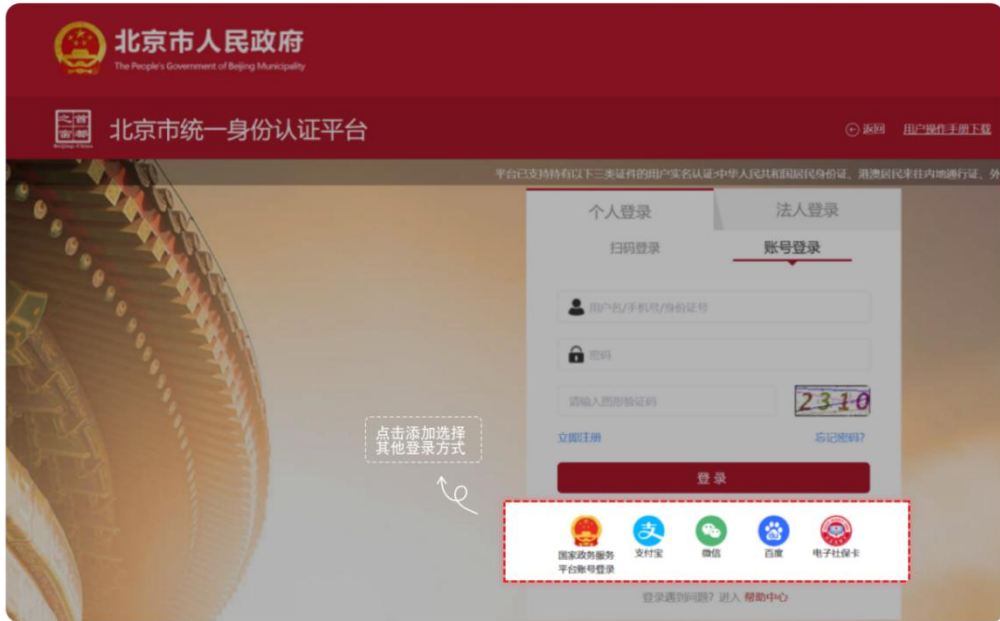 北京市人民政府
The People's Government of Beijing Municipality
首都之窗
Beijing-China
北京市统一身份认证平台
返回 用户操作手册下载
平台已支持持有以下三类证件的用户实名认证:中华人民共和国居民身份证、港澳居民来往内地通行证、外
个人登录 法人登录
扫码登录 账号登录
用户名/手机号/身份证号
密码
请输入图形验证码
2310
立即注册 忘记密码?
登录
点击添加选择
其他登录方式
国家政务服务
平台账号登录
支付宝
微信
百度
电子社保卡
登录遇到问题? 进入 帮助中心